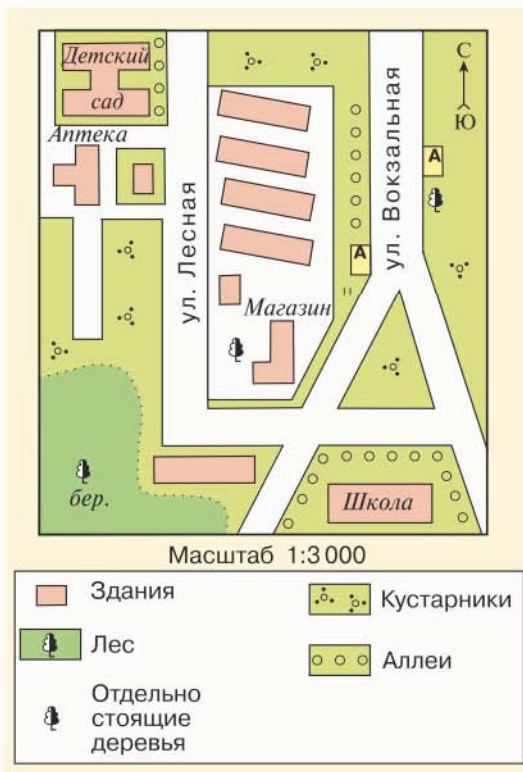 Детский
сад
Аптека
ул. Лесная
Магазин
ул. Вокзальная
С
Ю
А
А
бер.
Школа
Масштаб 1:3 000
Здания
Лес
Отдельно
стоящие
деревья
Кустарники
Аллеи